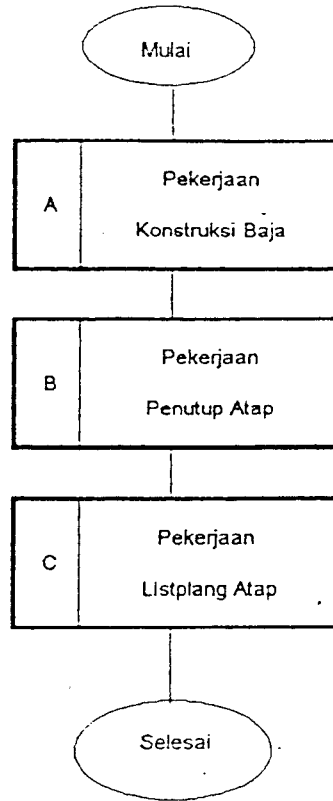 Mulai
A
Pekerjaan
Konstruksi Baja
B
Pekerjaan
Penutup Atap
C
Pekerjaan
Listplang Atap
Selesai